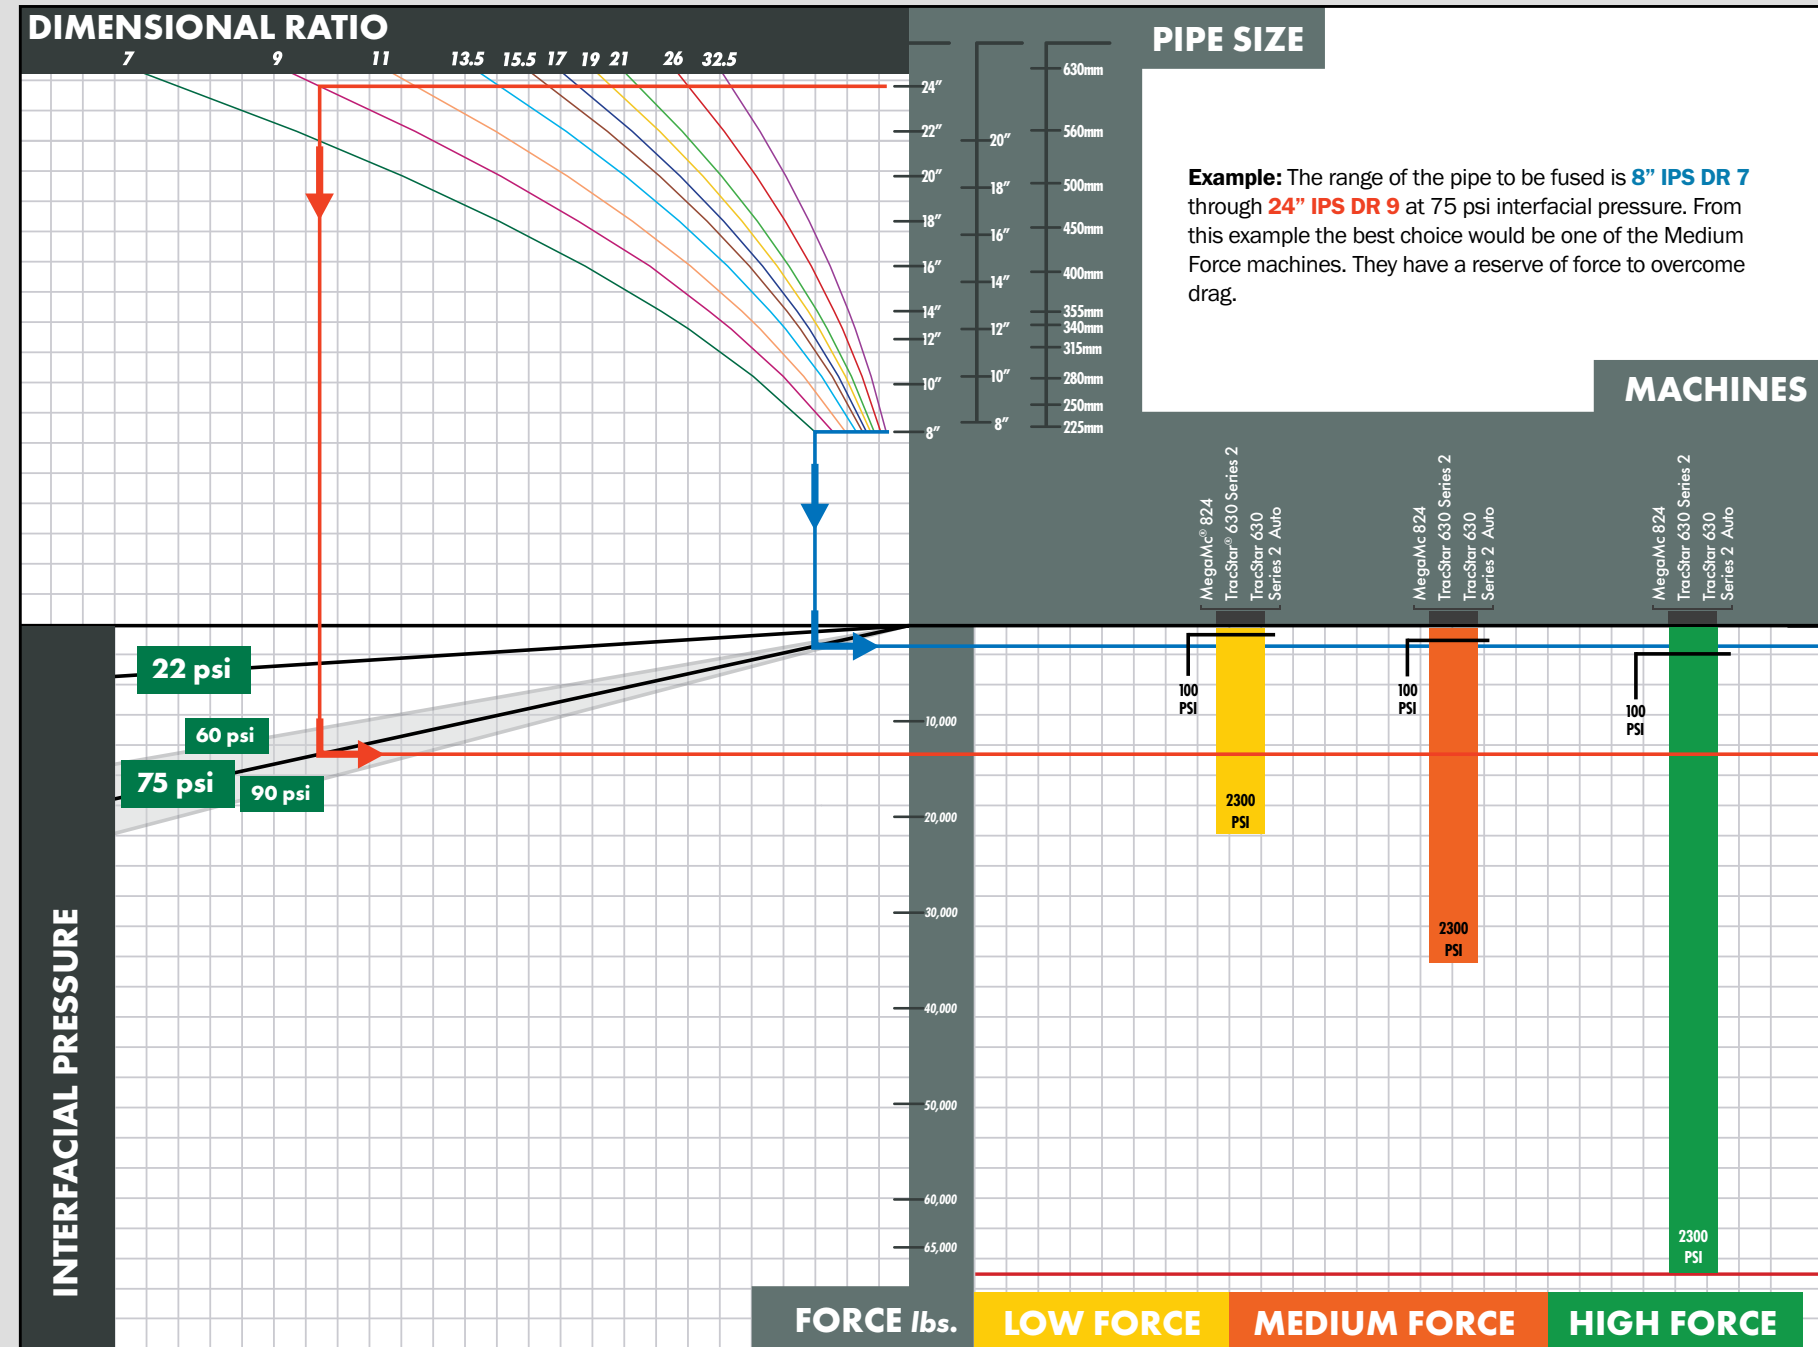 DIMENSIONAL RATIO
7 9 11 13.5 15.5 17 19 21 26 32.5
PIPE SIZE
24"
22"
20"
18"
16"
14"
12"
10"
8"
20"
18"
16"
14"
12"
10"
8"
630mm
560mm
500mm
450mm
400mm
355mm
340mm
315mm
280mm
250mm
225mm
Example: The range of the pipe to be fused is 8” IPS DR 7
through 24” IPS DR 9 at 75 psi interfacial pressure. From
this example the best choice would be one of the Medium
Force machines. They have a reserve of force to overcome
drag.
MACHINES
MegaMc® 824
TracStar® 630 Series 2
TracStar 630
Series 2 Auto
MegaMc 824
TracStar 630 Series 2
TracStar 630
Series 2 Auto
MegaMc 824
TracStar 630 Series 2
TracStar 630
Series 2 Auto
INTERFACIAL PRESSURE
22 psi
60 psi
75 psi
90 psi
10,000
20,000
30,000
40,000
50,000
60,000
65,000
100
PSI
2300
PSI
100
PSI
2300
PSI
100
PSI
2300
PSI
FORCE lbs.
LOW FORCE
MEDIUM FORCE
HIGH FORCE